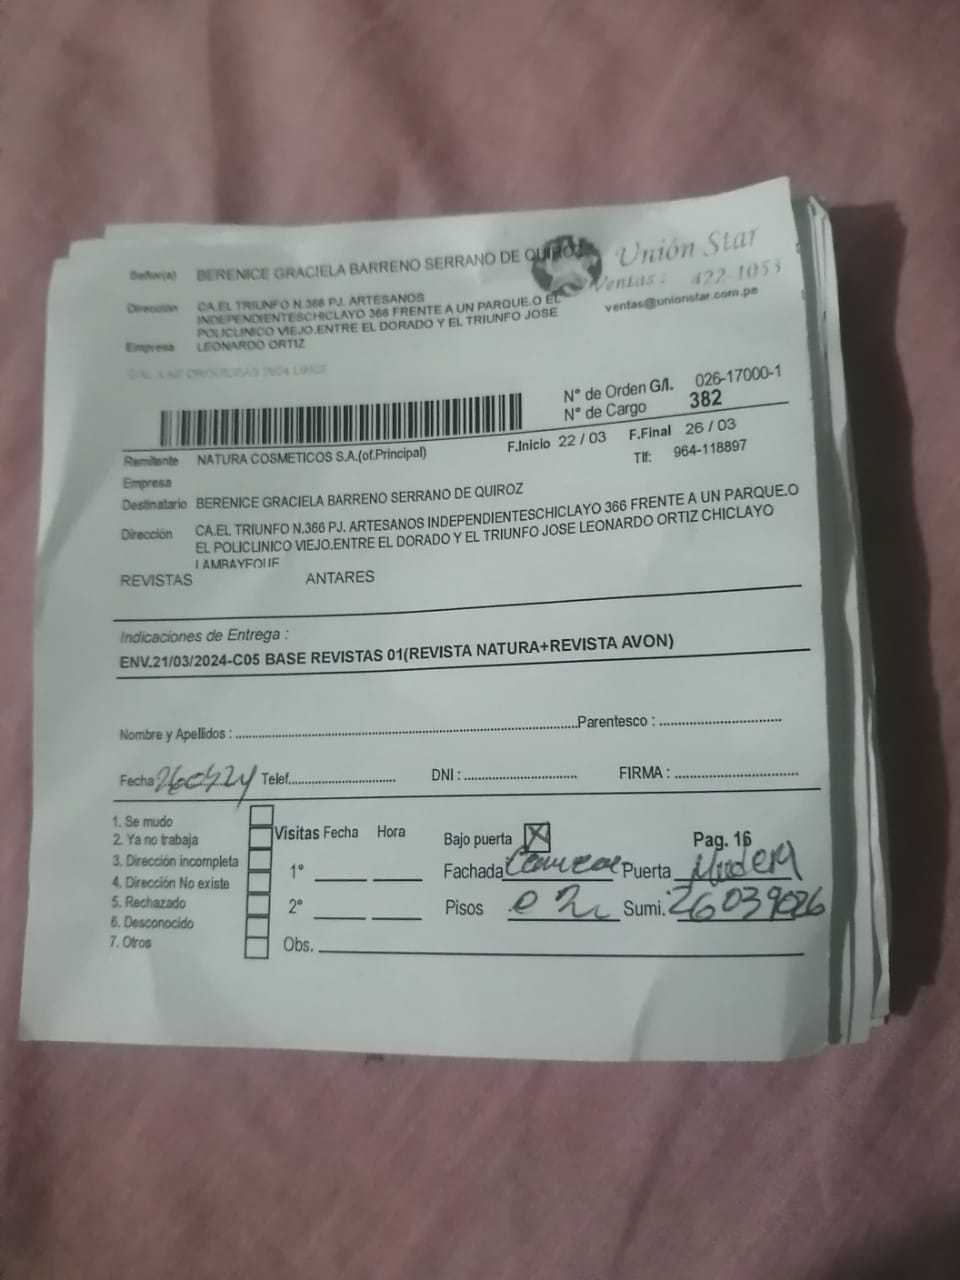 Señor(a) BERENICE GRACIELA BARRENO SERRANO DE QUIROZ
Unión Star
Ventas: 422-1053
ventas@unionstar.com.pe
Dirección CA.EL TRIUNFO N.366 PJ. ARTESANOS
INDEPENDIENTESCHICLAYO 366 FRENTE A UN PARQUE.O EL
POLICLINICO VIEJO.ENTRE EL DORADO Y EL TRIUNFO JOSE
Empresa LEONARDO ORTIZ
N° de Orden G/I. 026-17000-1
N° de Cargo 382
Remitente NATURA COSMETICOS S.A.(of.Principal) F.Inicio 22 / 03 F.Final 26 / 03
Empresa Tlf: 964-118897
Destinatario BERENICE GRACIELA BARRENO SERRANO DE QUIROZ
Dirección CA.EL TRIUNFO N.366 PJ. ARTESANOS INDEPENDIENTESCHICLAYO 366 FRENTE A UN PARQUE.O
EL POLICLINICO VIEJO.ENTRE EL DORADO Y EL TRIUNFO JOSE LEONARDO ORTIZ CHICLAYO
LAMBAYEQUE
REVISTAS ANTARES
Indicaciones de Entrega :
ENV.21/03/2024-C05 BASE REVISTAS 01(REVISTA NATURA+REVISTA AVON)
Nombre y Apellidos : Parentesco :
Fecha Telef. DNI : FIRMA :
1. Se mudo
2. Ya no trabaja
3. Dirección incompleta
4. Dirección No existe
5. Rechazado
6. Desconocido
7. Otros
Visitas Fecha Hora
1°
2°
Obs.
Bajo puerta X Pag. 16
Fachada Puerta
Pisos Sumi.